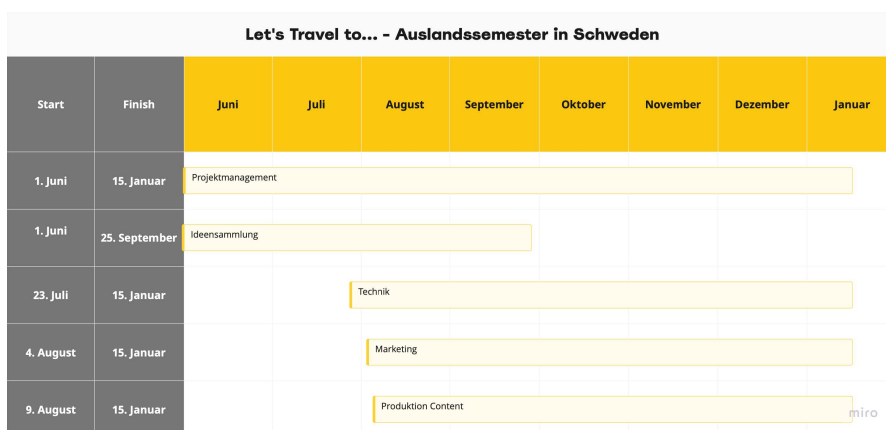 Let's Travel to... - Auslandssemester in Schweden
Start Finish Juni Juli August September Oktober November Dezember Januar
1. Juni 15. Januar Projektmanagement
1. Juni 25. September Ideensammlung
23. Juli 15. Januar Technik
4. August 15. Januar Marketing
9. August 15. Januar Produktion Content
miro